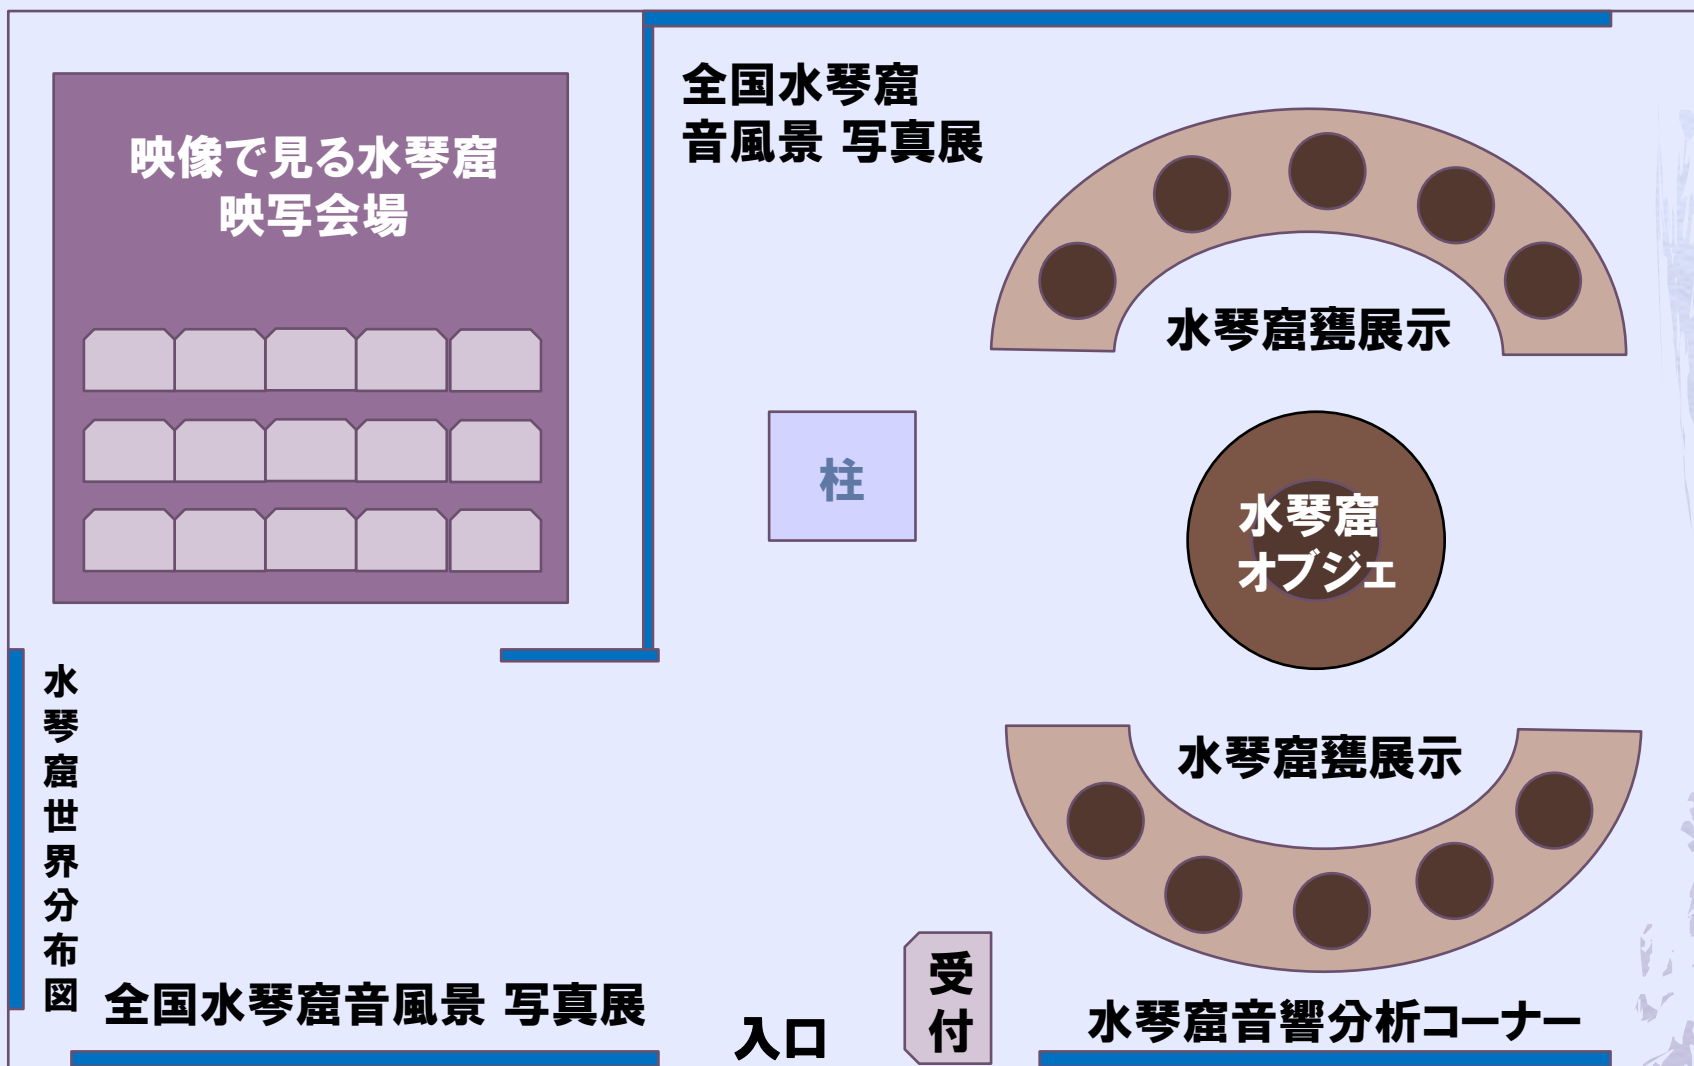 映像で見る水琴窟
映写会場
全国水琴窟
音風景 写真展
水琴窟甕展示
柱
水琴窟
オブジェ
水琴窟甕展示
水琴窟世界分布図
全国水琴窟音風景 写真展
入口
受付
水琴窟音響分析コーナー